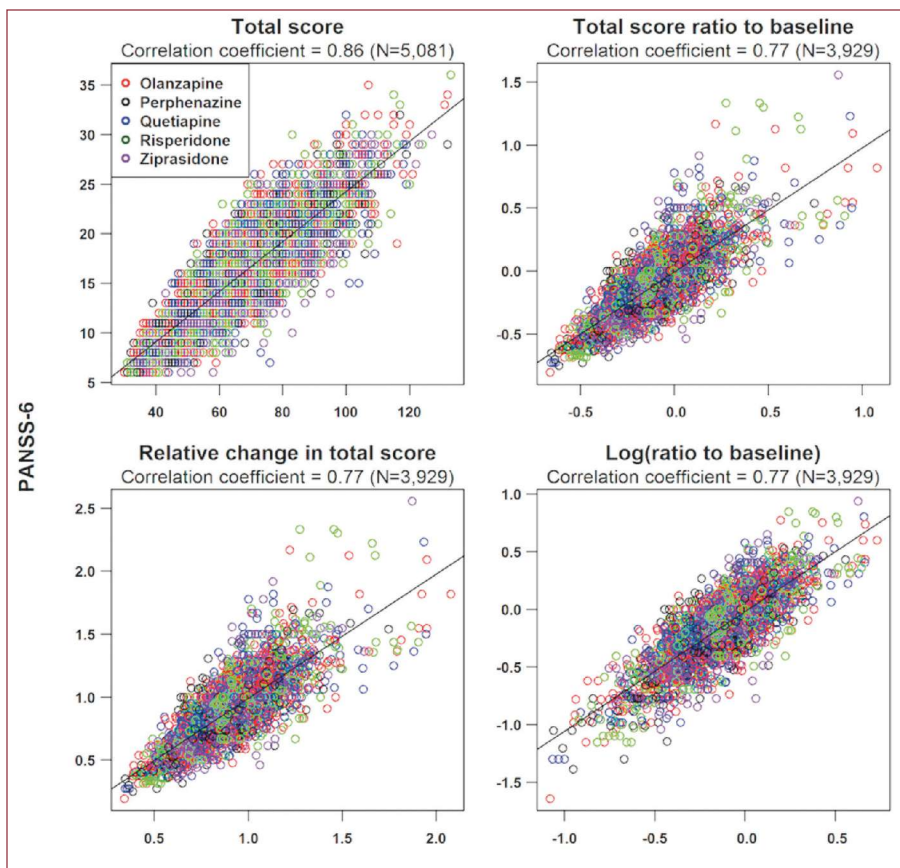 Total score
Correlation coefficient = 0.86 (N=5,081)
Olanzapine
Perphenazine
Quetiapine
Risperidone
Ziprasidone
35
30
25
20
15
10
5
40 60 80 100 120
Total score ratio to baseline
Correlation coefficient = 0.77 (N=3,929)
1.5
1.0
0.5
0.0
-0.5
-0.5 0.0 0.5 1.0
PANSS-6
Relative change in total score
Correlation coefficient = 0.77 (N=3,929)
2.5
2.0
1.5
1.0
0.5
0.5 1.0 1.5 2.0
Log(ratio to baseline)
Correlation coefficient = 0.77 (N=3,929)
1.0
0.5
0.0
-0.5
-1.0
-1.5
-1.0 -0.5 0.0 0.5